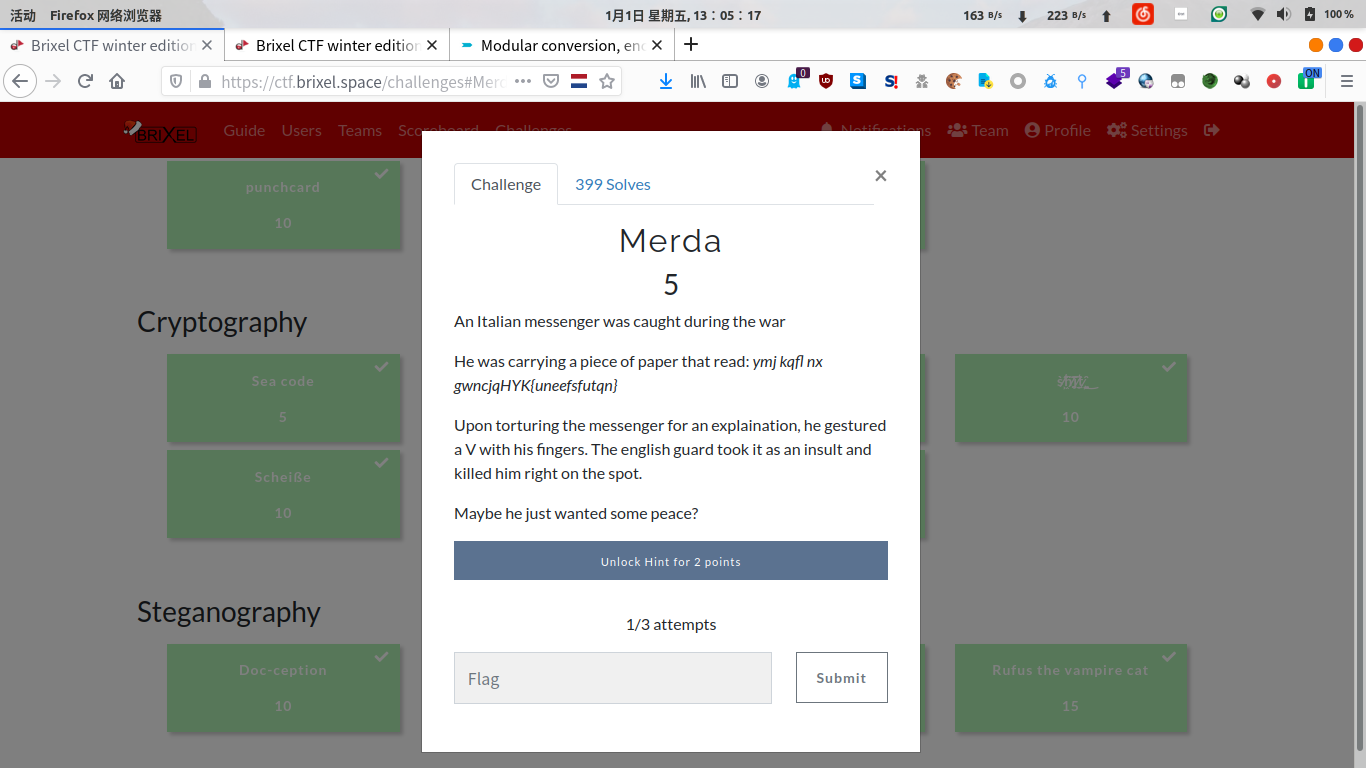 活动 Firefox 网络浏览器 1月1日 星期五, 13：05：17 163 B/s 223 B/s 100 %
Brixel CTF winter edition Brixel CTF winter edition Modular conversion, enc
https://ctf.brixel.space/challenges#Merd 0 5 ON
BRIXEL Guide Users Teams Scoreboard Challenges Notifications Team Profile Settings
punchcard
10
Challenge 399 Solves ×
Merda
5
An Italian messenger was caught during the war
He was carrying a piece of paper that read: ymj kqfl nx
gwncjqHYK{uneefsfutqn}
Upon torturing the messenger for an explaination, he gestured
a V with his fingers. The english guard took it as an insult and
killed him right on the spot.
Maybe he just wanted some peace?
Unlock Hint for 2 points
1/3 attempts
Flag Submit
Cryptography
Sea code
5
10
Scheiße
10
Steganography
Doc-ception
10
Rufus the vampire cat
15